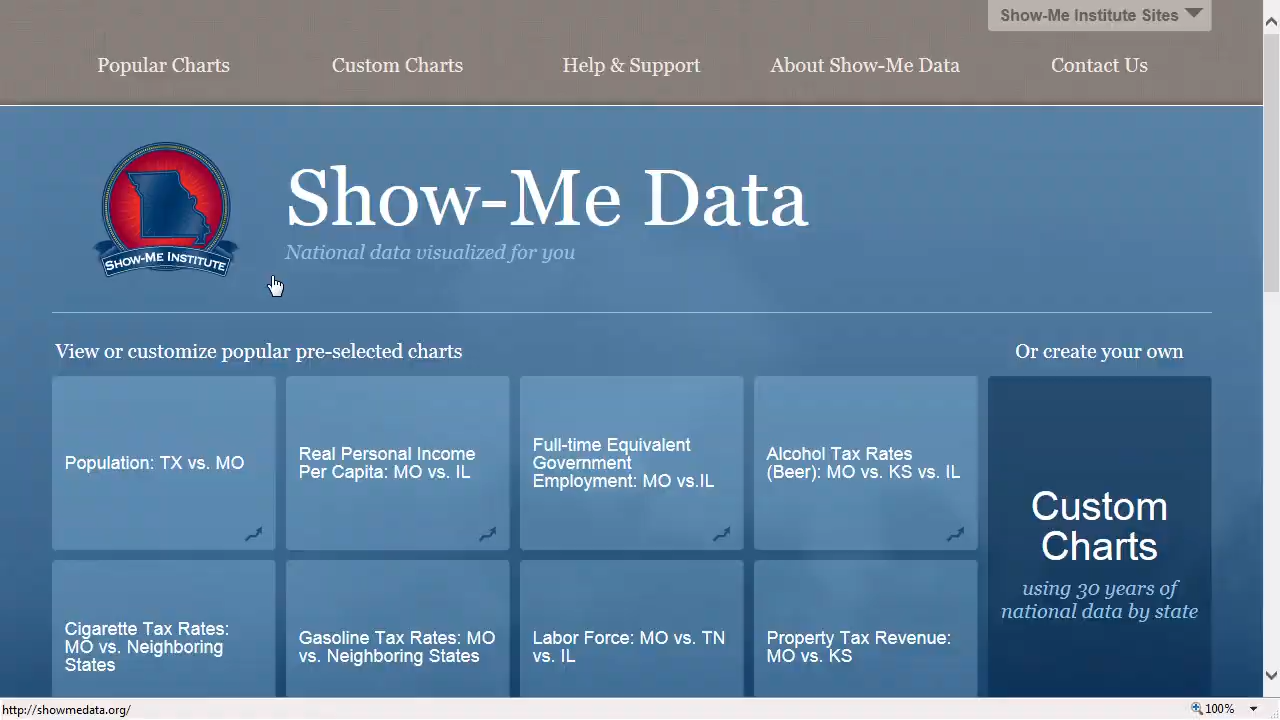 Show-Me Institute Sites
Popular Charts
Custom Charts
Help & Support
About Show-Me Data
Contact Us
SHOW-ME INSTITUTE
Show-Me Data
National data visualized for you
View or customize popular pre-selected charts
Or create your own
Population: TX vs. MO
Real Personal Income
Per Capita: MO vs. IL
Full-time Equivalent
Government
Employment: MO vs.IL
Alcohol Tax Rates
(Beer): MO vs. KS vs. IL
Custom
Charts
using 30 years of
national data by state
Cigarette Tax Rates:
MO vs. Neighboring
States
Gasoline Tax Rates: MO
vs. Neighboring States
Labor Force: MO vs. TN
vs. IL
Property Tax Revenue:
MO vs. KS
http://showmedata.org/
100%